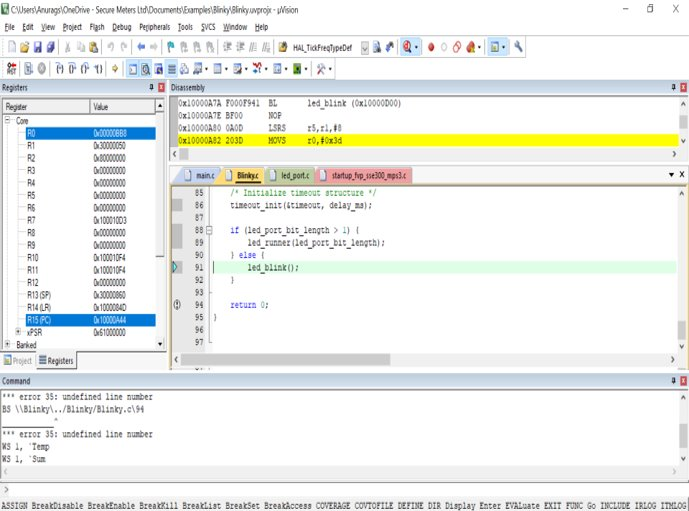 C:\Users\Anurags\OneDrive - Secure Meters Ltd\Documents\Examples\Blinky\Blinky.uvprojx - µVision
File Edit View Project Flash Debug Peripherals Tools SVCS Window Help
HAL_TickFreqTypeDef
Registers
Register Value
Core
R0 0x00000BB8
R1 0x30000050
R2 0x80000000
R3 0x00000000
R4 0x00000000
R5 0x00000000
R6 0x00000000
R7 0x100010D3
R8 0x00000000
R9 0x00000000
R10 0x100010F4
R11 0x100010F4
R12 0x00000000
R13 (SP) 0x30000860
R14 (LR) 0x1000084D
R15 (PC) 0x10000A44
xPSR 0x61000000
Banked
Project Registers
Disassembly
0x10000A7A F000F941 BL led_blink (0x10000D00)
0x10000A7E BF00 NOP
0x10000A80 0A0D LSRS r5,r1,#8
0x10000A82 203D MOVS r0,#0x3d
main.c Blinky.c led_port.c startup_fvp_sse300_mps3.c
85 /* Initialize timeout structure */
86 timeout_init(&timeout, delay_ms);
87
88 if (led_port_bit_length > 1) {
89 led_runner(led_port_bit_length);
90 } else {
91 led_blink();
92 }
93
94 return 0;
95 }
96
97
Command
*** error 35: undefined line number
BS \\Blinky\../Blinky/Blinky.c\94
_________^
*** error 35: undefined line number
WS 1, `Temp
WS 1, `Sum
>
ASSIGN BreakDisable BreakEnable BreakKill BreakList BreakSet BreakAccess COVERAGE COVTOFILE DEFINE DIR Display Enter EVALuate EXIT FUNC Go INCLUDE IRLOG ITMLOG